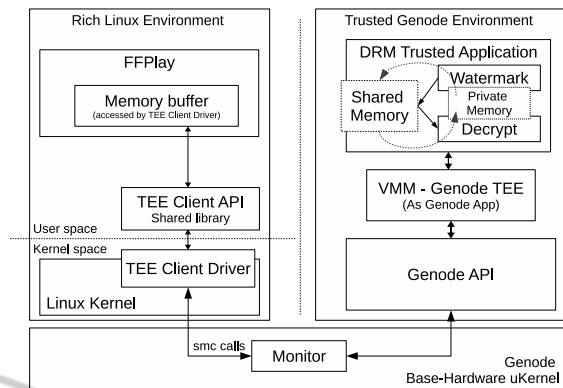 Rich Linux Environment
FFPlay
Memory buffer
(accessed by TEE Client Driver)
TEE Client API
Shared library
User space
Kernel space
TEE Client Driver
Linux Kernel
Trusted Genode Environment
DRM Trusted Application
Watermark
Shared
Memory
Private
Memory
Decrypt
VMM - Genode TEE
(As Genode App)
Genode API
smc calls
Monitor
Genode
Base-Hardware uKernel